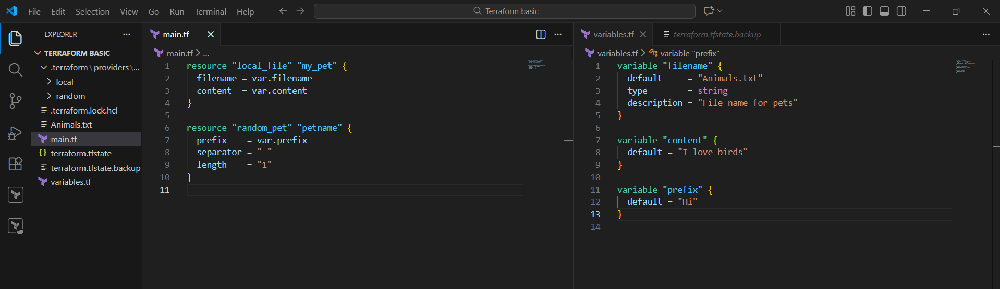 File Edit Selection View Go Run Terminal Help
Terraform basic
EXPLORER
TERRAFORM BASIC
.terraform\providers\...
local
random
.terraform.lock.hcl
Animals.txt
main.tf
{} terraform.tfstate
terraform.tfstate.backup
variables.tf
main.tf
main.tf > ...
1 resource "local_file" "my_pet" {
2 filename = var.filename
3 content = var.content
4 }
5
6 resource "random_pet" "petname" {
7 prefix = var.prefix
8 separator = "-"
9 length = "1"
10 }
11
variables.tf terraform.tfstate.backup
variables.tf > variable "prefix"
1 variable "filename" {
2 default = "Animals.txt"
3 type = string
4 description = "File name for pets"
5 }
6
7 variable "content" {
8 default = "I love birds"
9 }
10
11 variable "prefix" {
12 default = "Hi"
13 }
14